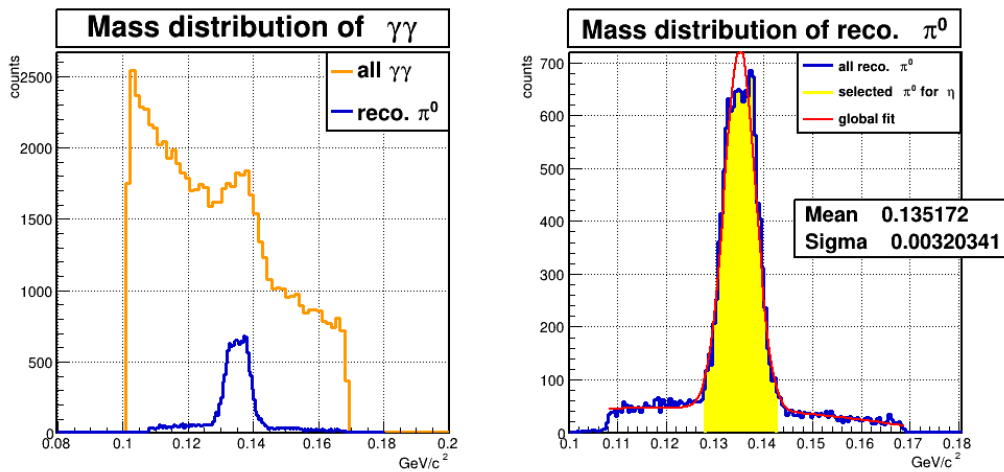 Mass distribution of γγ
counts
2500
2000
1500
1000
500
0
0.08 0.1 0.12 0.14 0.16 0.18 0.2
GeV/c²
all γγ
reco. π⁰
Mass distribution of reco. π⁰
counts
700
600
500
400
300
200
100
0
0.1 0.11 0.12 0.13 0.14 0.15 0.16 0.17 0.18
GeV/c²
all reco. π⁰
selected π⁰ for η
global fit
Mean 0.135172
Sigma 0.00320341